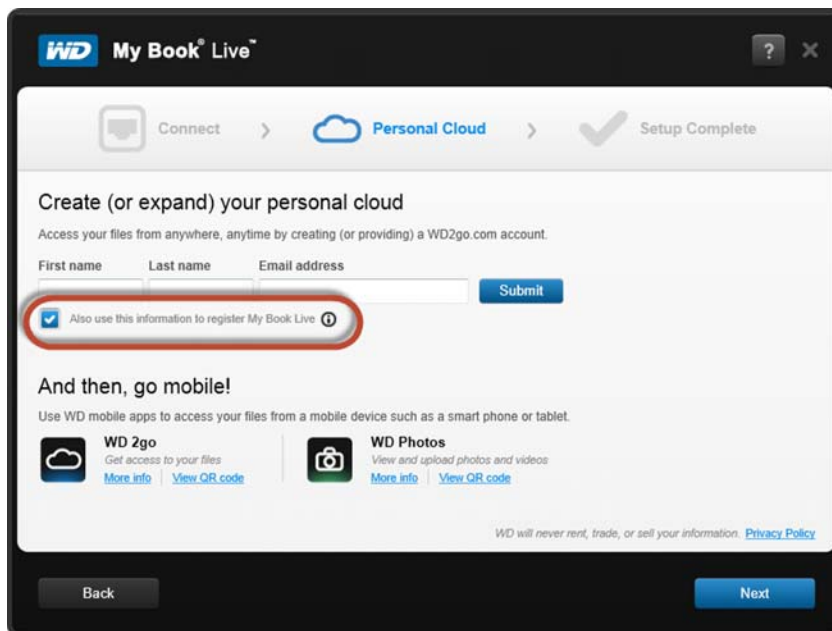 WD My Book® Live™ ?
Connect > Personal Cloud > Setup Complete
Create (or expand) your personal cloud
Access your files from anywhere, anytime by creating (or providing) a WD2go.com account.
First name Last name Email address
Submit
Also use this information to register My Book Live
And then, go mobile!
Use WD mobile apps to access your files from a mobile device such as a smart phone or tablet.
WD 2go
Get access to your files
More info View QR code
WD Photos
View and upload photos and videos
More info View QR code
WD will never rent, trade, or sell your information. Privacy Policy
Back Next